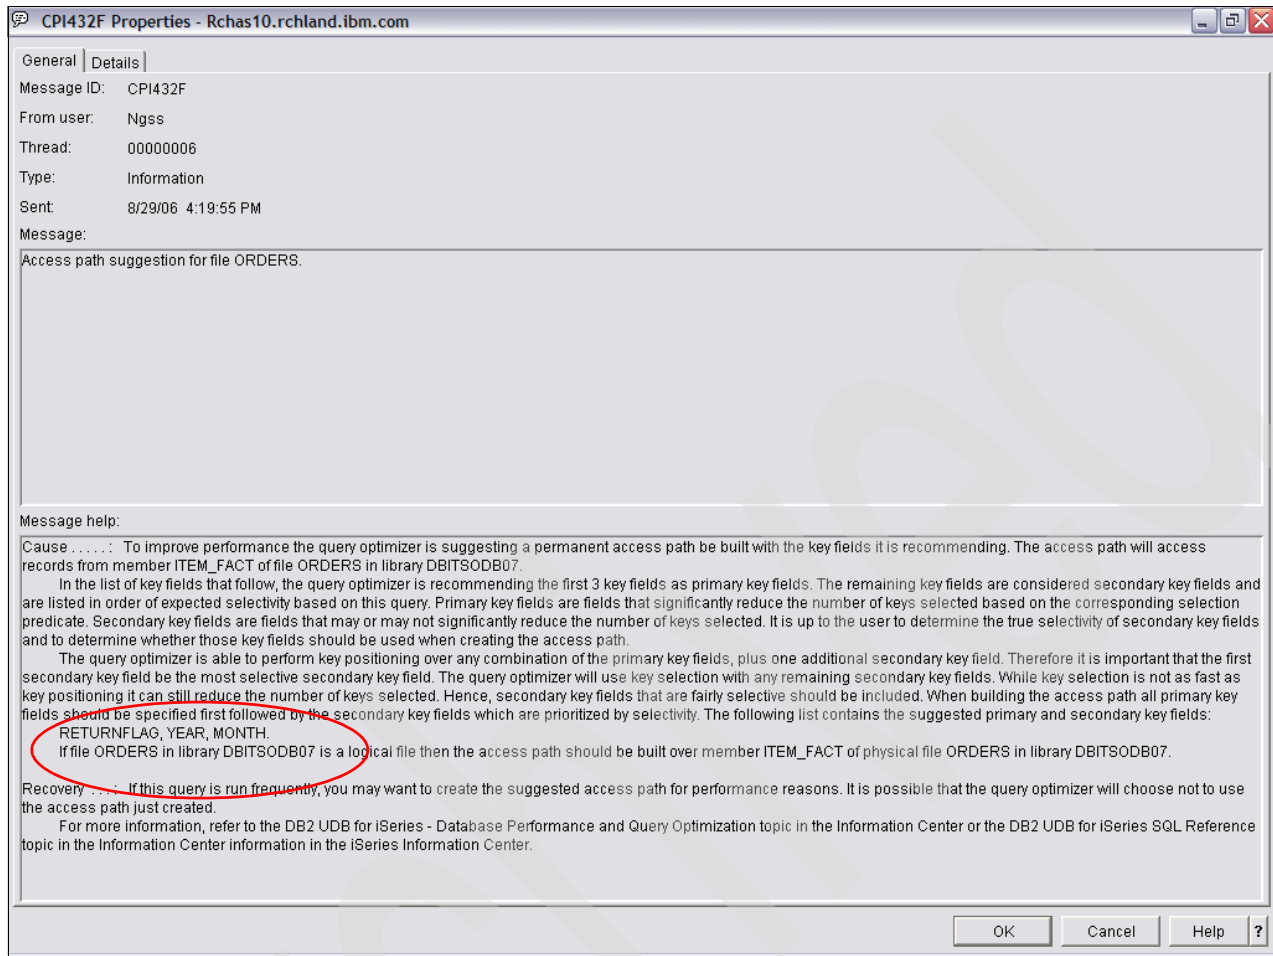 CPI432F Properties - Rchas10.rchland.ibm.com
General
Details
Message ID: CPI432F
From user: Ngss
Thread: 00000006
Type: Information
Sent: 8/29/06 4:19:55 PM
Message:
Access path suggestion for file ORDERS.
Message help:
Cause . . . . . : To improve performance the query optimizer is suggesting a permanent access path be built with the key fields it is recommending. The access path will access
records from member ITEM_FACT of file ORDERS in library DBITSODB07.
In the list of key fields that follow, the query optimizer is recommending the first 3 key fields as primary key fields. The remaining key fields are considered secondary key fields and
are listed in order of expected selectivity based on this query. Primary key fields are fields that significantly reduce the number of keys selected based on the corresponding selection
predicate. Secondary key fields are fields that may or may not significantly reduce the number of keys selected. It is up to the user to determine the true selectivity of secondary key fields
and to determine whether those key fields should be used when creating the access path.
The query optimizer is able to perform key positioning over any combination of the primary key fields, plus one additional secondary key field. Therefore it is important that the first
secondary key field be the most selective secondary key field. The query optimizer will use key selection with any remaining secondary key fields. While key selection is not as fast as
key positioning it can still reduce the number of keys selected. Hence, secondary key fields that are fairly selective should be included. When building the access path all primary key
fields should be specified first followed by the secondary key fields which are prioritized by selectivity. The following list contains the suggested primary and secondary key fields:
RETURNFLAG, YEAR, MONTH.
If file ORDERS in library DBITSODB07 is a logical file then the access path should be built over member ITEM_FACT of physical file ORDERS in library DBITSODB07.
Recovery . . . : If this query is run frequently, you may want to create the suggested access path for performance reasons. It is possible that the query optimizer will choose not to use
the access path just created.
For more information, refer to the DB2 UDB for iSeries - Database Performance and Query Optimization topic in the Information Center or the DB2 UDB for iSeries SQL Reference
topic in the Information Center information in the iSeries Information Center.
OK Cancel Help ?